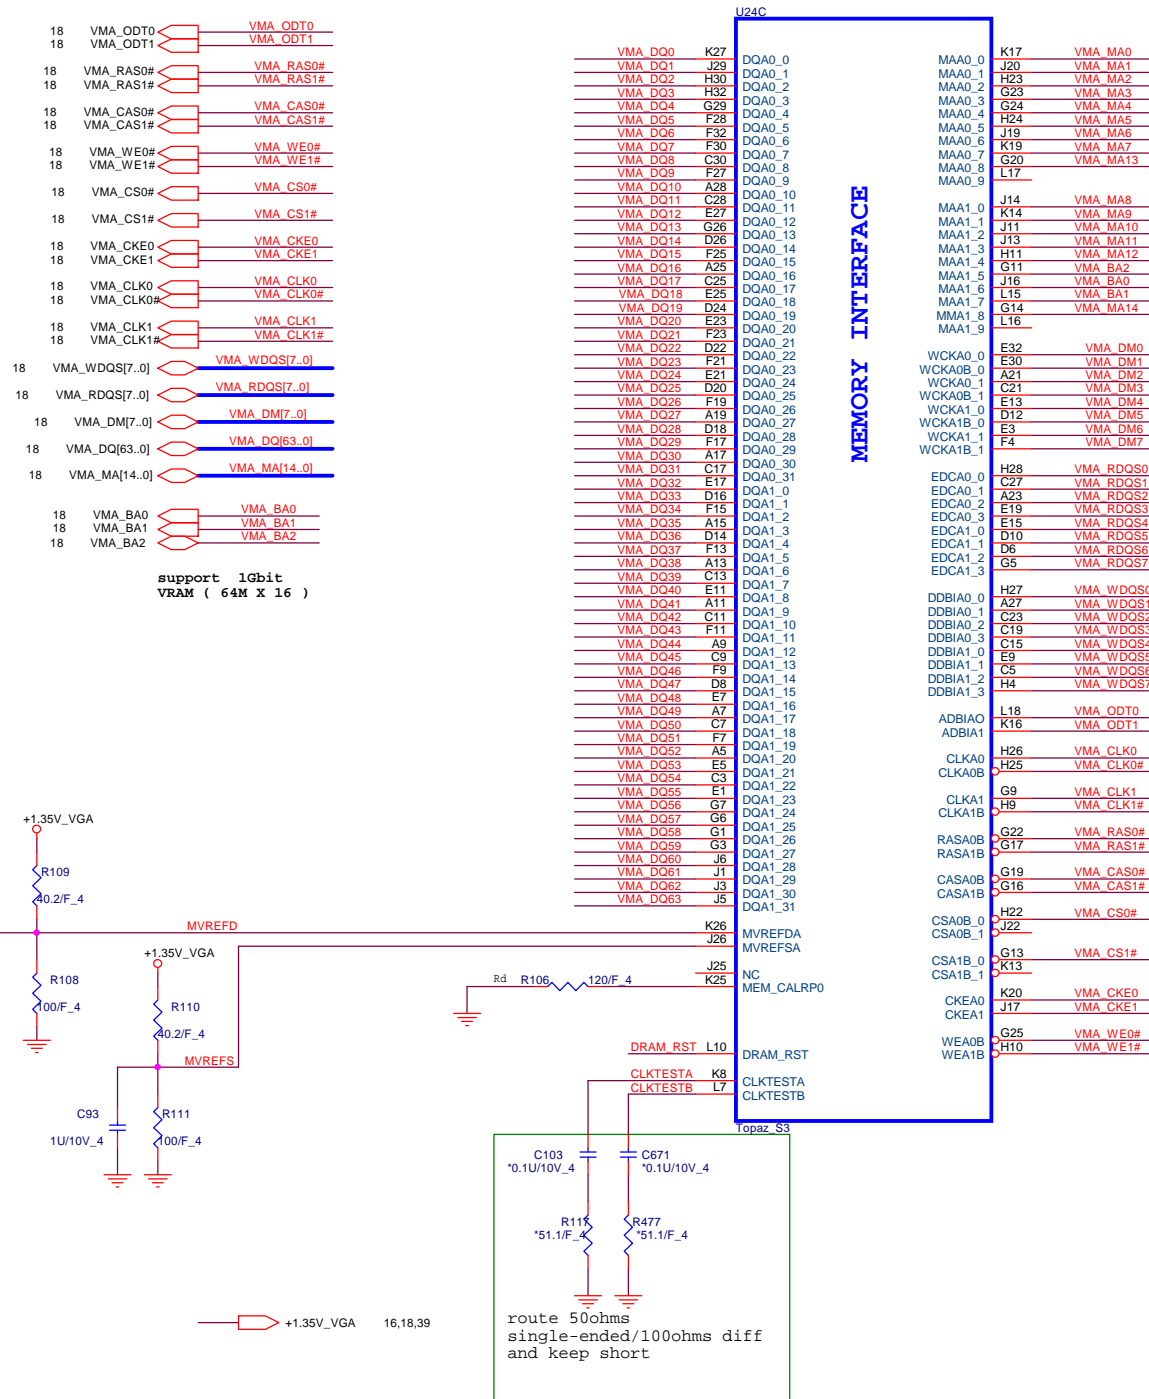 18 VMA_ODT0 VMA_ODT0
18 VMA_ODT1 VMA_ODT1
18 VMA_RAS0# VMA_RAS0#
18 VMA_RAS1# VMA_RAS1#
18 VMA_CAS0# VMA_CAS0#
18 VMA_CAS1# VMA_CAS1#
18 VMA_WE0# VMA_WE0#
18 VMA_WE1# VMA_WE1#
18 VMA_CS0# VMA_CS0#
18 VMA_CS1# VMA_CS1#
18 VMA_CKE0 VMA_CKE0
18 VMA_CKE1 VMA_CKE1
18 VMA_CLK0 VMA_CLK0
18 VMA_CLK0# VMA_CLK0#
18 VMA_CLK1 VMA_CLK1
18 VMA_CLK1# VMA_CLK1#
18 VMA_WDQS[7..0] VMA_WDQS[7..0]
18 VMA_RDQS[7..0] VMA_RDQS[7..0]
18 VMA_DM[7..0] VMA_DM[7..0]
18 VMA_DQ[63..0] VMA_DQ[63..0]
18 VMA_MA[14..0] VMA_MA[14..0]
18 VMA_BA0 VMA_BA0
18 VMA_BA1 VMA_BA1
18 VMA_BA2 VMA_BA2
support 1Gbit
VRAM ( 64M X 16 )
U24C
MEMORY INTERFACE
VMA_DQ0 K27 DQA0_0
VMA_DQ1 J29 DQA0_1
VMA_DQ2 H30 DQA0_2
VMA_DQ3 H32 DQA0_3
VMA_DQ4 G29 DQA0_4
VMA_DQ5 F28 DQA0_5
VMA_DQ6 F32 DQA0_6
VMA_DQ7 F30 DQA0_7
VMA_DQ8 C30 DQA0_8
VMA_DQ9 F27 DQA0_9
VMA_DQ10 A28 DQA0_10
VMA_DQ11 C28 DQA0_11
VMA_DQ12 E27 DQA0_12
VMA_DQ13 G26 DQA0_13
VMA_DQ14 D26 DQA0_14
VMA_DQ15 F25 DQA0_15
VMA_DQ16 A25 DQA0_16
VMA_DQ17 C25 DQA0_17
VMA_DQ18 E25 DQA0_18
VMA_DQ19 D24 DQA0_19
VMA_DQ20 E23 DQA0_20
VMA_DQ21 F23 DQA0_21
VMA_DQ22 D22 DQA0_22
VMA_DQ23 F21 DQA0_23
VMA_DQ24 E21 DQA0_24
VMA_DQ25 D20 DQA0_25
VMA_DQ26 F19 DQA0_26
VMA_DQ27 A19 DQA0_27
VMA_DQ28 D18 DQA0_28
VMA_DQ29 F17 DQA0_29
VMA_DQ30 A17 DQA0_30
VMA_DQ31 C17 DQA0_31
VMA_DQ32 E17 DQA1_0
VMA_DQ33 D16 DQA1_1
VMA_DQ34 F15 DQA1_2
VMA_DQ35 A15 DQA1_3
VMA_DQ36 D14 DQA1_4
VMA_DQ37 F13 DQA1_5
VMA_DQ38 A13 DQA1_6
VMA_DQ39 C13 DQA1_7
VMA_DQ40 E11 DQA1_8
VMA_DQ41 A11 DQA1_9
VMA_DQ42 C11 DQA1_10
VMA_DQ43 F11 DQA1_11
VMA_DQ44 A9 DQA1_12
VMA_DQ45 C9 DQA1_13
VMA_DQ46 F9 DQA1_14
VMA_DQ47 D8 DQA1_15
VMA_DQ48 E7 DQA1_16
VMA_DQ49 A7 DQA1_17
VMA_DQ50 C7 DQA1_18
VMA_DQ51 F7 DQA1_19
VMA_DQ52 A5 DQA1_20
VMA_DQ53 E5 DQA1_21
VMA_DQ54 C3 DQA1_22
VMA_DQ55 E1 DQA1_23
VMA_DQ56 G7 DQA1_24
VMA_DQ57 G6 DQA1_25
VMA_DQ58 G1 DQA1_26
VMA_DQ59 G3 DQA1_27
VMA_DQ60 J6 DQA1_28
VMA_DQ61 J1 DQA1_29
VMA_DQ62 J3 DQA1_30
VMA_DQ63 J5 DQA1_31
K26 MVREFDA
J26 MVREFSA
J25 NC
K25 MEM_CALRP0
DRAM_RST L10 DRAM_RST
CLKTESTA K8 CLKTESTA
CLKTESTB L7 CLKTESTB
MAA0_0 K17 VMA_MA0
MAA0_1 J20 VMA_MA1
MAA0_2 H23 VMA_MA2
MAA0_3 G23 VMA_MA3
MAA0_4 G24 VMA_MA4
MAA0_5 H24 VMA_MA5
MAA0_6 J19 VMA_MA6
MAA0_7 K19 VMA_MA7
MAA0_8 G20 VMA_MA13
MAA0_9 L17
MAA1_0 J14 VMA_MA8
MAA1_1 K14 VMA_MA9
MAA1_2 J11 VMA_MA10
MAA1_3 J13 VMA_MA11
MAA1_4 H11 VMA_MA12
MAA1_5 G11 VMA_BA2
MAA1_6 J16 VMA_BA0
MAA1_7 L15 VMA_BA1
MMA1_8 G14 VMA_MA14
MAA1_9 L16
WCKA0_0 E32 VMA_DM0
WCKA0B_0 E30 VMA_DM1
WCKA0_1 A21 VMA_DM2
WCKA0B_1 C21 VMA_DM3
WCKA1_0 E13 VMA_DM4
WCKA1B_0 D12 VMA_DM5
WCKA1_1 E3 VMA_DM6
WCKA1B_1 F4 VMA_DM7
EDCA0_0 H28 VMA_RDQS0
EDCA0_1 C27 VMA_RDQS1
EDCA0_2 A23 VMA_RDQS2
EDCA0_3 E19 VMA_RDQS3
EDCA1_0 E15 VMA_RDQS4
EDCA1_1 D10 VMA_RDQS5
EDCA1_2 D6 VMA_RDQS6
EDCA1_3 G5 VMA_RDQS7
DDBIA0_0 H27 VMA_WDQS0
DDBIA0_1 A27 VMA_WDQS1
DDBIA0_2 C23 VMA_WDQS2
DDBIA0_3 C19 VMA_WDQS3
DDBIA1_0 C15 VMA_WDQS4
DDBIA1_1 E9 VMA_WDQS5
DDBIA1_2 C5 VMA_WDQS6
DDBIA1_3 H4 VMA_WDQS7
ADBIAO L18 VMA_ODT0
ADBIA1 K16 VMA_ODT1
CLKA0 H26 VMA_CLK0
CLKA0B H25 VMA_CLK0#
CLKA1 G9 VMA_CLK1
CLKA1B H9 VMA_CLK1#
RASA0B G22 VMA_RAS0#
RASA1B G17 VMA_RAS1#
CASA0B G19 VMA_CAS0#
CASA1B G16 VMA_CAS1#
CSA0B_0 H22 VMA_CS0#
CSA0B_1 J22
CSA1B_0 G13 VMA_CS1#
CSA1B_1 K13
CKEA0 K20 VMA_CKE0
CKEA1 J17 VMA_CKE1
WEA0B G25 VMA_WE0#
WEA1B H10 VMA_WE1#
Topaz_S3
+1.35V_VGA
R109
40.2/F_4
MVREFD
R108
100/F_4
+1.35V_VGA
R110
40.2/F_4
MVREFS
C93
1U/10V_4
R111
100/F_4
Rd R106 120/F_4
C103
*0.1U/10V_4
C671
*0.1U/10V_4
R117
*51.1/F_4
R477
*51.1/F_4
route 50ohms
single-ended/100ohms diff
and keep short
+1.35V_VGA 16,18,39